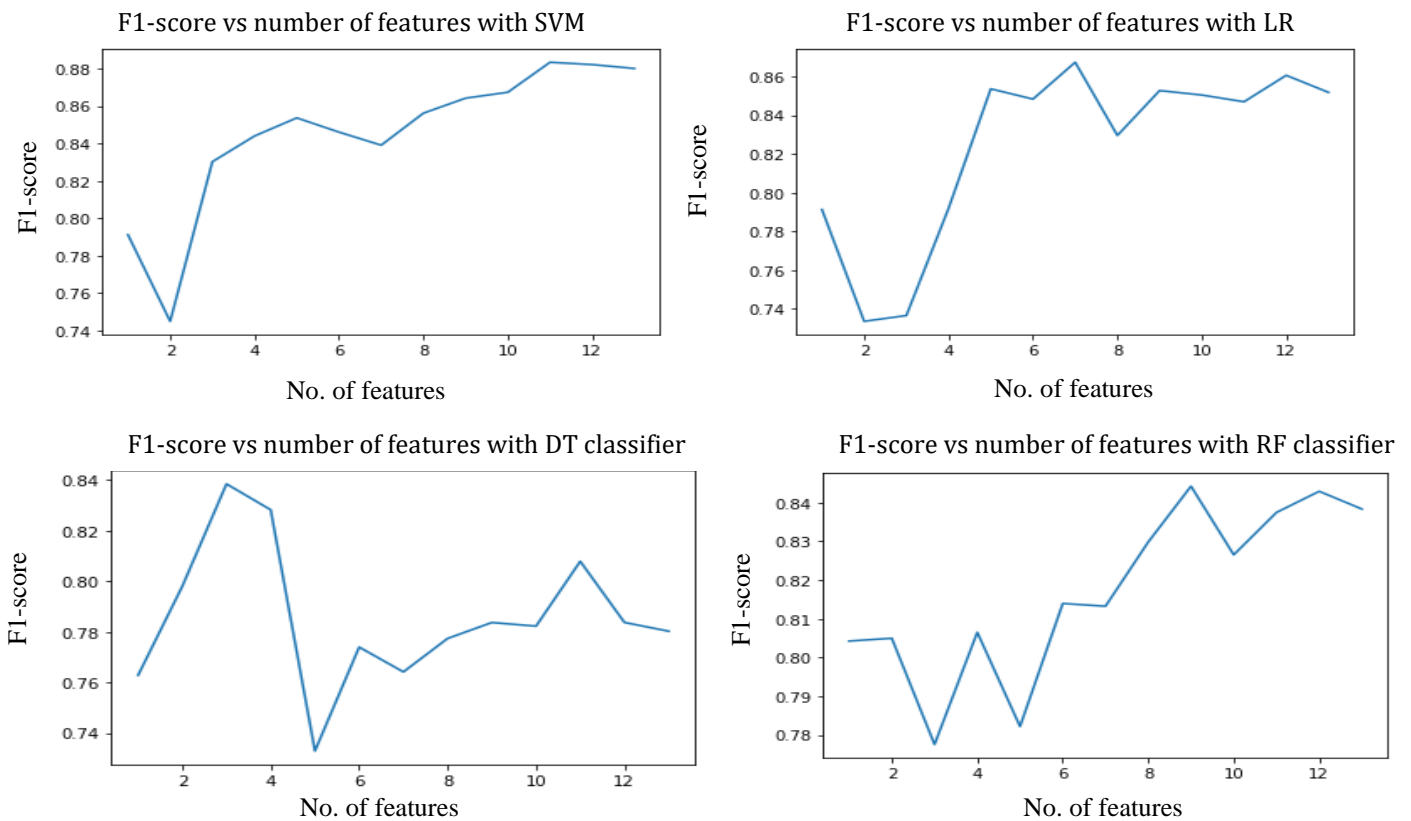 F1-score vs number of features with SVM
F1-score
0.88
0.86
0.84
0.82
0.80
0.78
0.76
0.74
2 4 6 8 10 12
No. of features
F1-score vs number of features with LR
F1-score
0.86
0.84
0.82
0.80
0.78
0.76
0.74
2 4 6 8 10 12
No. of features
F1-score vs number of features with DT classifier
F1-score
0.84
0.82
0.80
0.78
0.76
0.74
2 4 6 8 10 12
No. of features
F1-score vs number of features with RF classifier
F1-score
0.84
0.83
0.82
0.81
0.80
0.79
0.78
2 4 6 8 10 12
No. of features